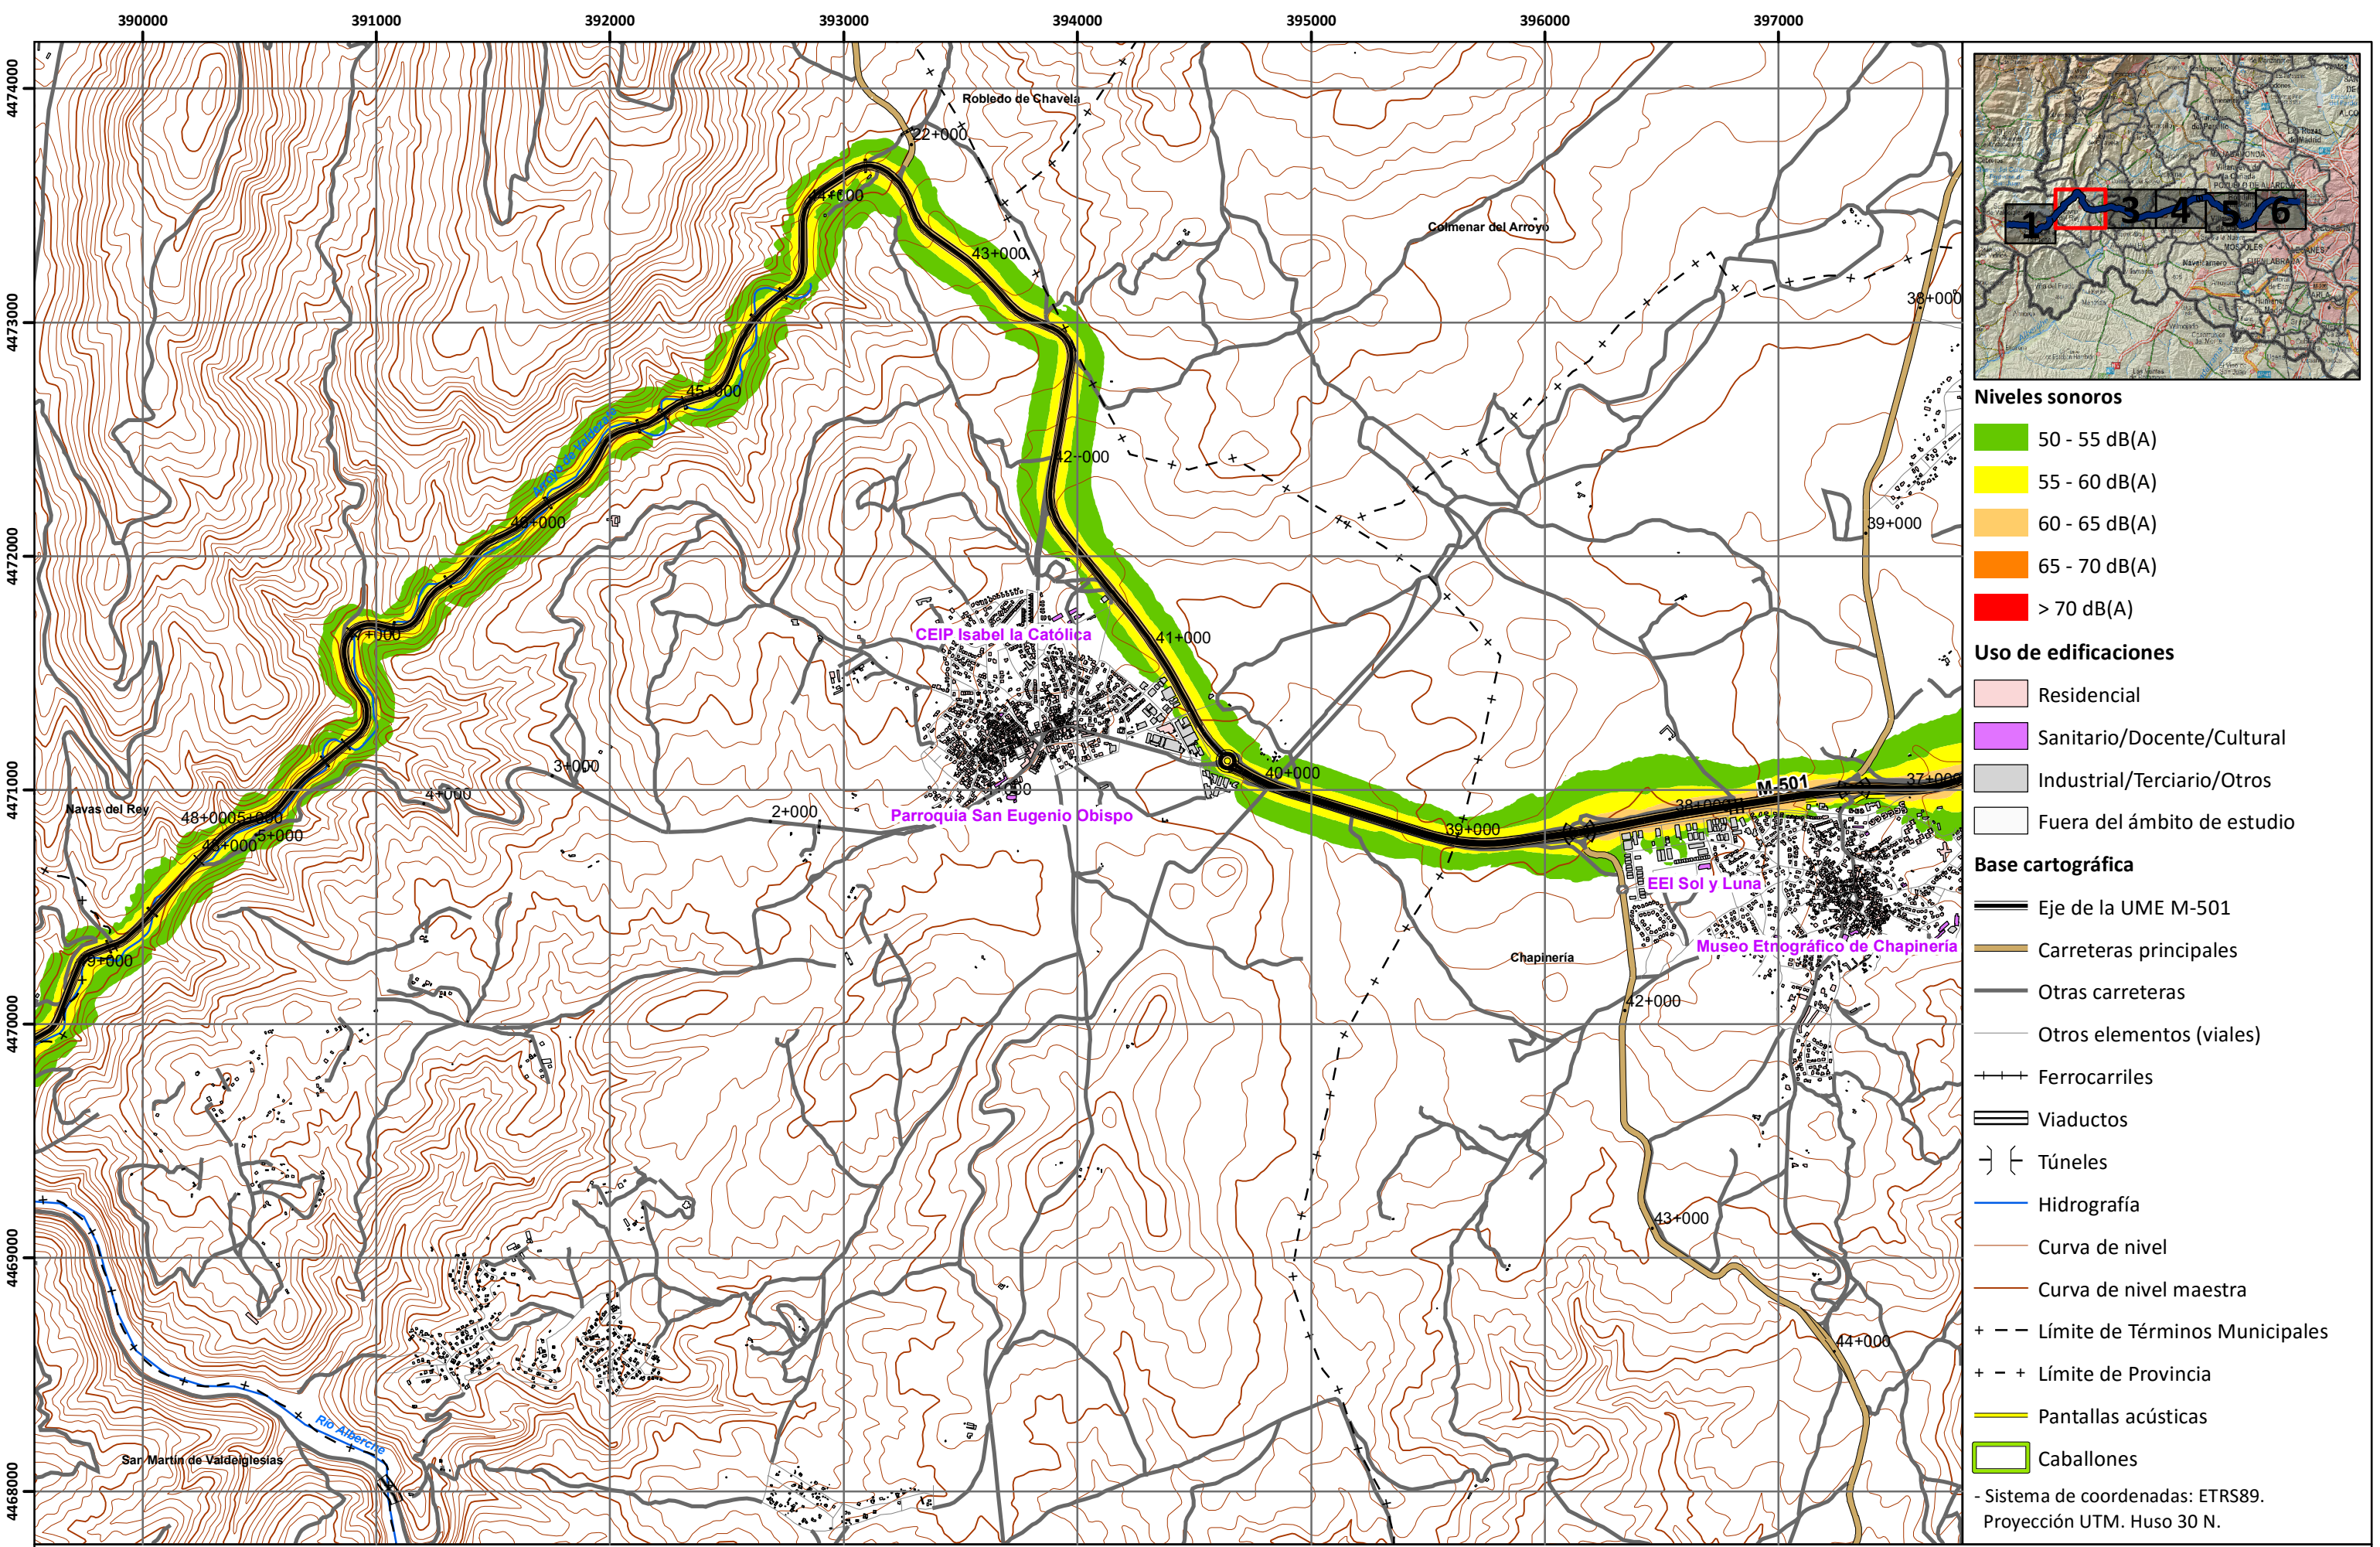 390000 391000 392000 393000 394000 395000 396000 397000
4474000
4473000
4472000
4471000
4470000
4469000
4468000
Robledo de Chavela
22+000
44+000
43+000
Colmenar del Arroyo
38+000
45+000
Arroyo de Valdezate
42+000
46+000
39+000
CEIP Isabel la Católica
41+000
3+000
40+000
M-501
37+000
4+000
Navas del Rey
2+000
Parroquia San Eugenio Obispo
38+000
48+000
5+000
39+000
5+000
48+000
EEI Sol y Luna
Museo Etnográfico de Chapinería
9+000
Chapinería
42+000
43+000
44+000
Río Alberche
San Martín de Valdeiglesias
1
3
4
5
6
Niveles sonoros
50 - 55 dB(A)
55 - 60 dB(A)
60 - 65 dB(A)
65 - 70 dB(A)
> 70 dB(A)
Uso de edificaciones
Residencial
Sanitario/Docente/Cultural
Industrial/Terciario/Otros
Fuera del ámbito de estudio
Base cartográfica
Eje de la UME M-501
Carreteras principales
Otras carreteras
Otros elementos (viales)
Ferrocarriles
Viaductos
Túneles
Hidrografía
Curva de nivel
Curva de nivel maestra
Límite de Términos Municipales
Límite de Provincia
Pantallas acústicas
Caballones
- Sistema de coordenadas: ETRS89.
Proyección UTM. Huso 30 N.